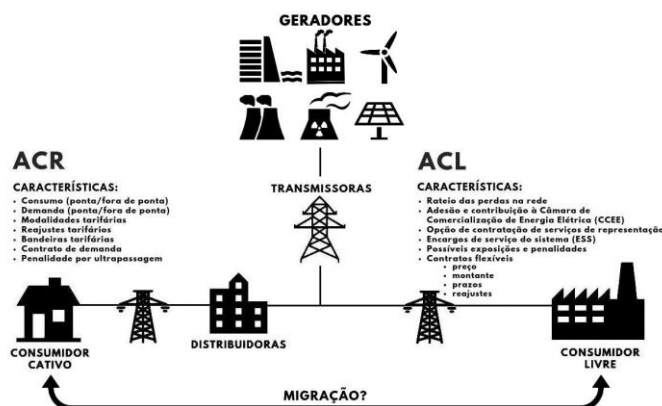 GERADORES
ACR
CARACTERÍSTICAS:
• Consumo (ponta/fora de ponta)
• Demanda (ponta/fora de ponta)
• Modalidades tarifárias
• Reajustes tarifários
• Bandeiras tarifárias
• Contrato de demanda
• Penalidade por ultrapassagem
TRANSMISSORAS
ACL
CARACTERÍSTICAS:
• Rateio das perdas na rede
• Adesão e contribuição à Câmara de
Comercialização de Energia Elétrica (CCEE)
• Opção de contratação de serviços de representação
• Encargos de serviço do sistema (ESS)
• Possíveis exposições e penalidades
• Contratos flexíveis
• preço
• montante
• prazos
• reajustes
CONSUMIDOR
CATIVO
DISTRIBUIDORAS
CONSUMIDOR
LIVRE
MIGRAÇÃO?